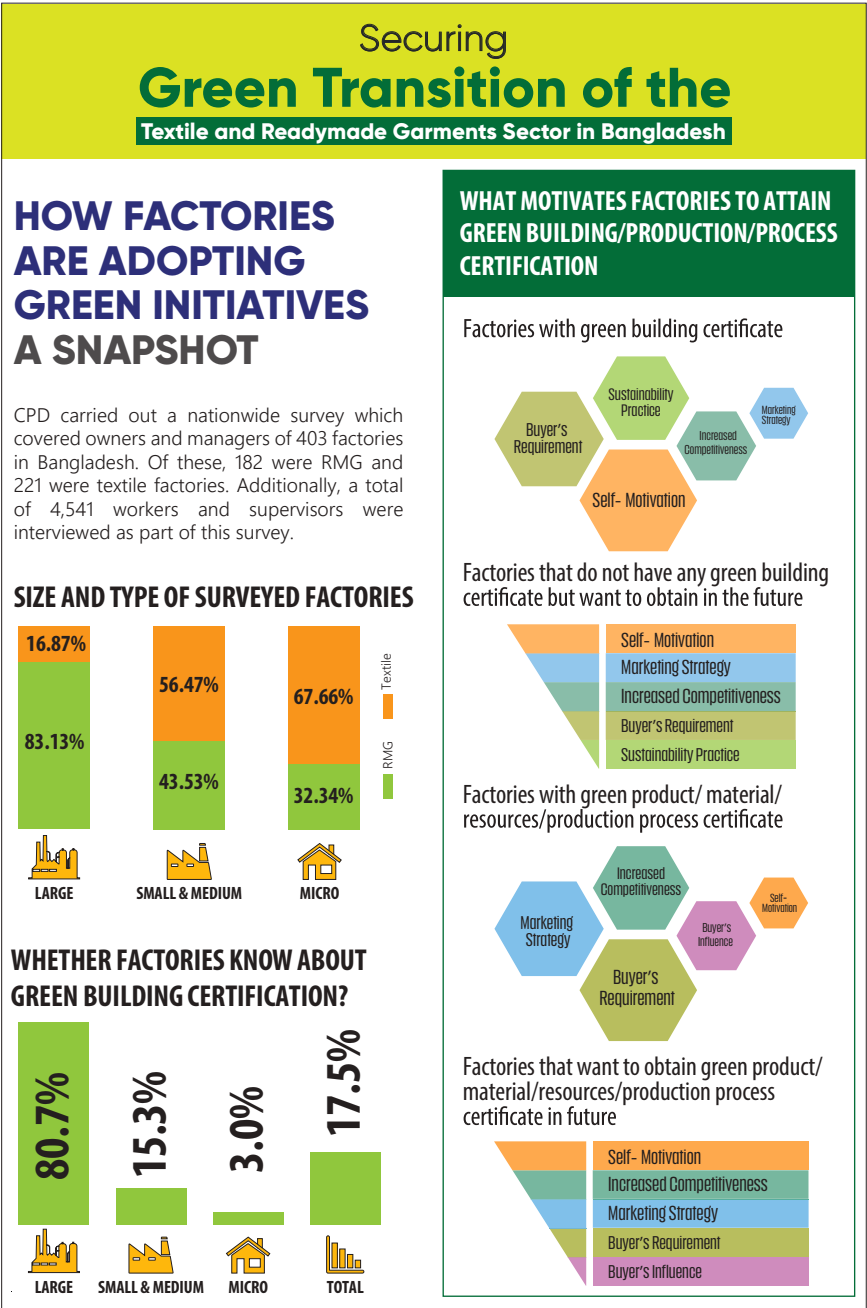 Securing
Green Transition of the
Textile and Readymade Garments Sector in Bangladesh
HOW FACTORIES
ARE ADOPTING
GREEN INITIATIVES
A SNAPSHOT
CPD carried out a nationwide survey which
covered owners and managers of 403 factories
in Bangladesh. Of these, 182 were RMG and
221 were textile factories. Additionally, a total
of 4,541 workers and supervisors were
interviewed as part of this survey.
SIZE AND TYPE OF SURVEYED FACTORIES
16.87%
83.13%
56.47%
43.53%
67.66%
32.34%
Textile
RMG
LARGE
SMALL & MEDIUM
MICRO
WHETHER FACTORIES KNOW ABOUT
GREEN BUILDING CERTIFICATION?
80.7%
15.3%
3.0%
17.5%
LARGE
SMALL & MEDIUM
MICRO
TOTAL
WHAT MOTIVATES FACTORIES TO ATTAIN
GREEN BUILDING/PRODUCTION/PROCESS
CERTIFICATION
Factories with green building certificate
Buyer's
Requirement
Sustainability
Practice
Self- Motivation
Increased
Competitiveness
Marketing
Strategy
Factories that do not have any green building
certificate but want to obtain in the future
Self- Motivation
Marketing Strategy
Increased Competitiveness
Buyer's Requirement
Sustainability Practice
Factories with green product/ material/
resources/production process certificate
Marketing
Strategy
Increased
Competitiveness
Buyer's
Requirement
Buyer's
Influence
Self-
Motivation
Factories that want to obtain green product/
material/resources/production process
certificate in future
Self- Motivation
Increased Competitiveness
Marketing Strategy
Buyer's Requirement
Buyer's Influence